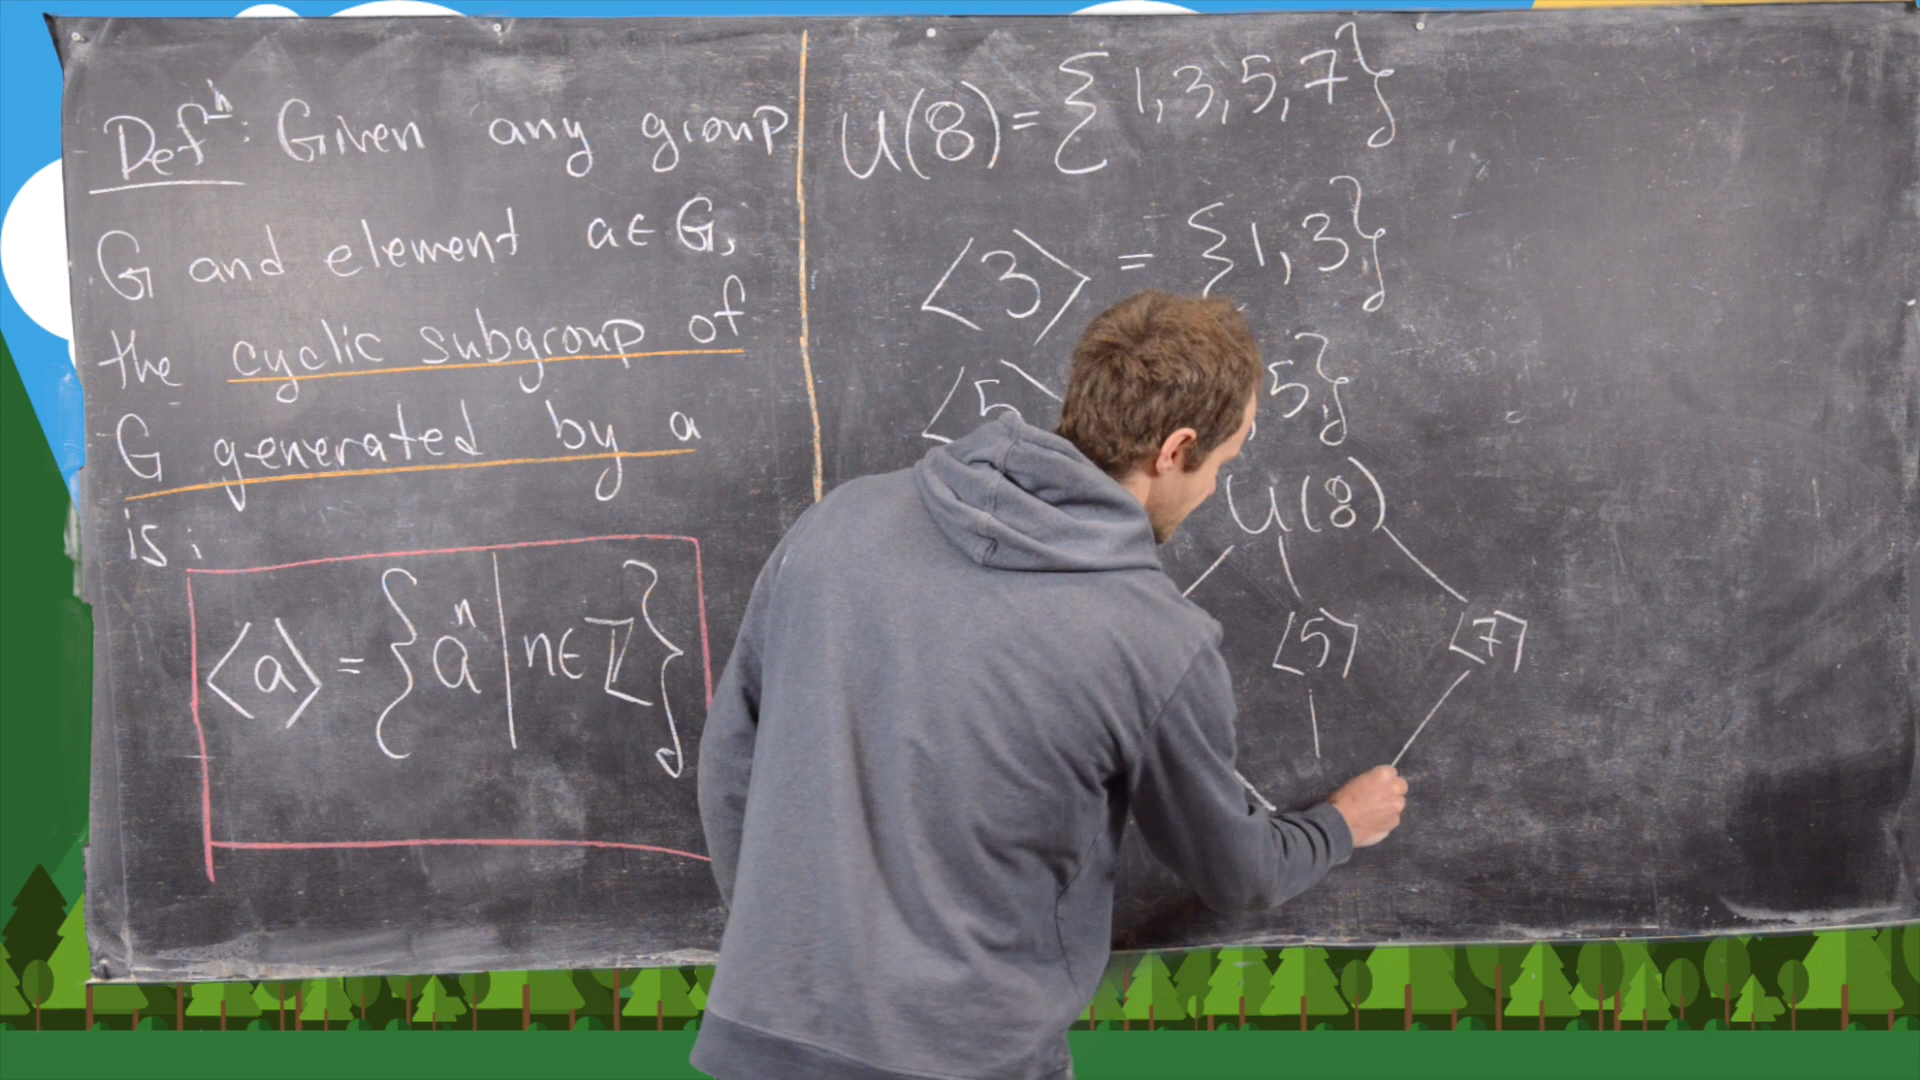 Defⁿ: Given any group
G and element a∈G,
the cyclic subgroup of
G generated by a
is:
⟨a⟩ = {aⁿ | n∈ℤ}
U(8) = {1,3,5,7}
⟨3⟩ = {1,3}
⟨5 , 5}
U(8)
⟨5⟩ ⟨7⟩